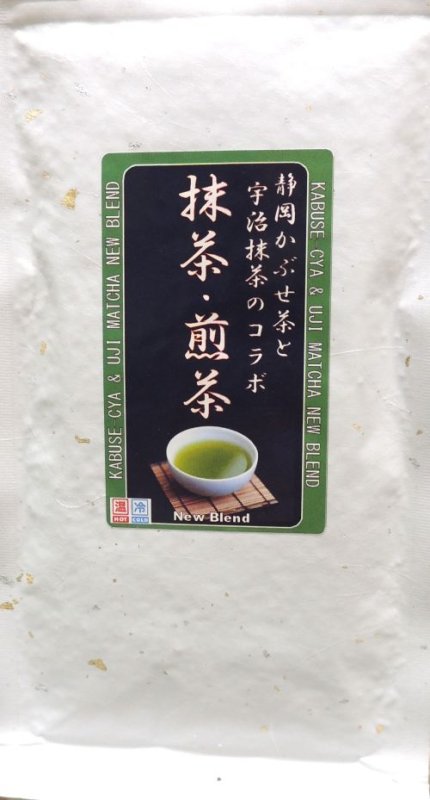 静岡かぶせ茶と
宇治抹茶のコラボ
抹茶・煎茶
KABUSE-CYA & UJI MATCHA NEW BLEND
KABUSE-CYA & UJI MATCHA NEW BLEND
温
HOT
冷
COLD
New Blend